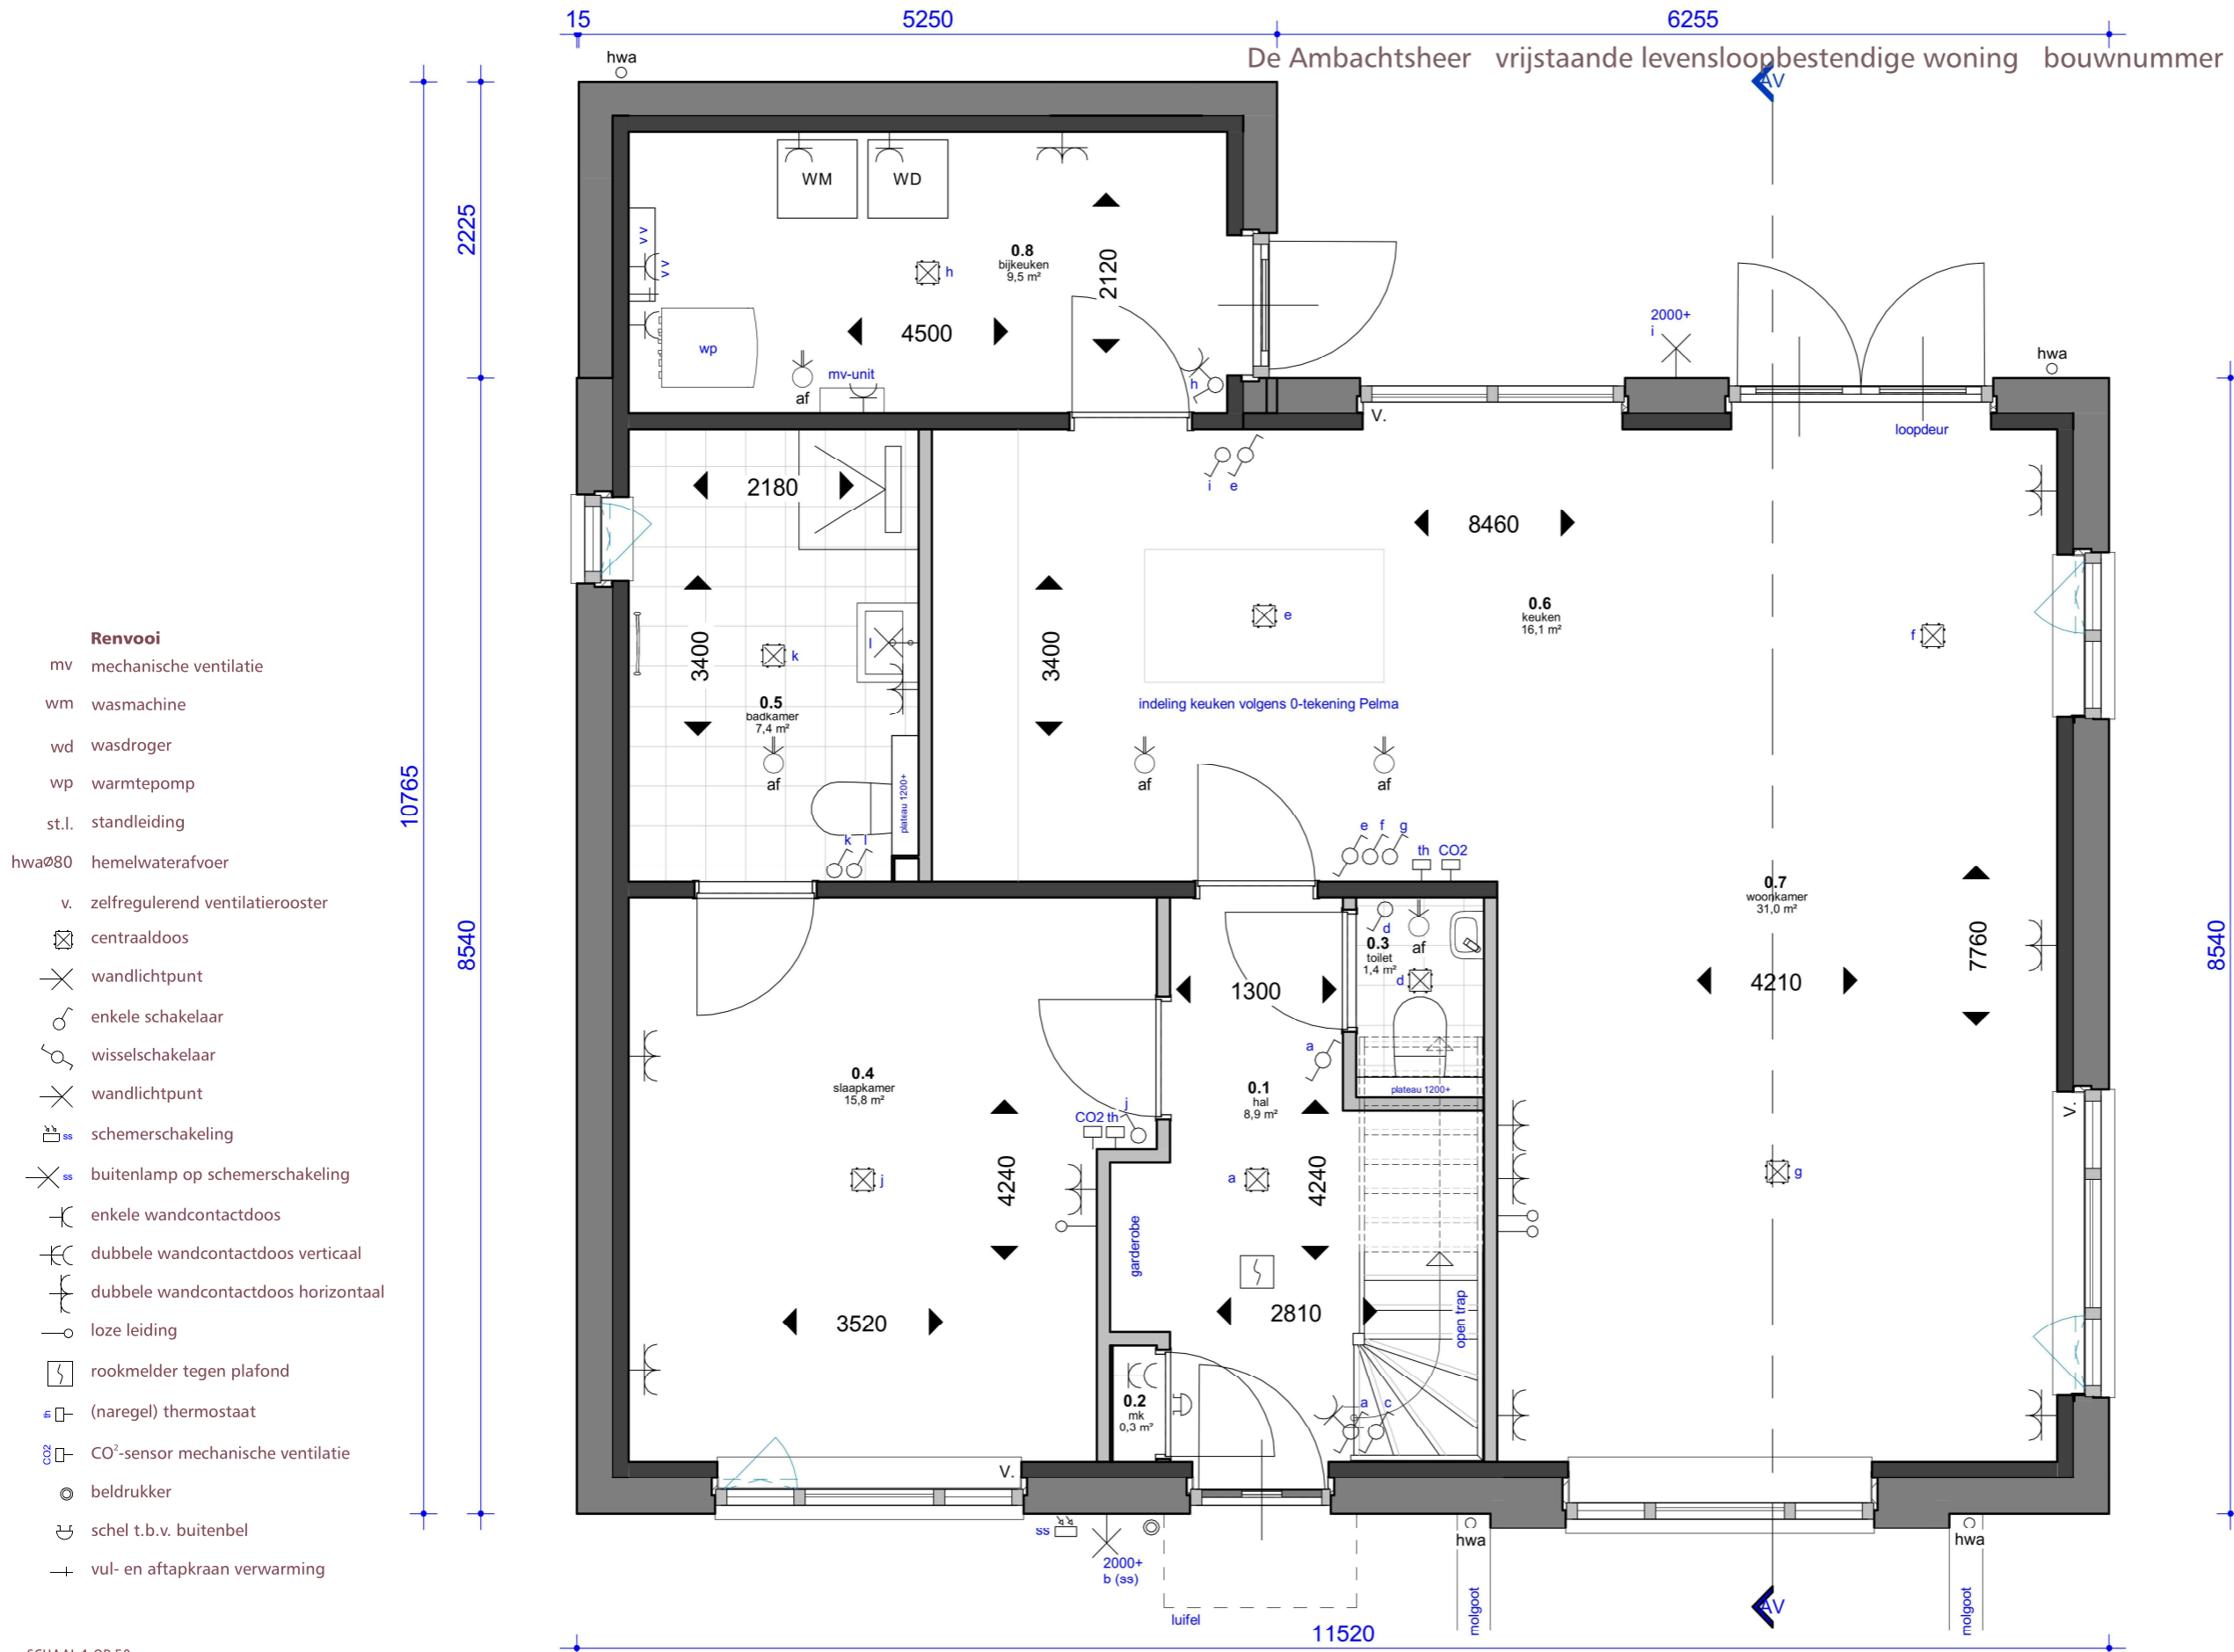 15
5250
6255
De Ambachtsheer vrijstaande levensloopbestendige woning bouwnummer
hwa
AV
WM
WD
2225
v v
v v
0.8
bijkeuken
9,5 m²
h
2120
4500
wp
af
mv-unit
h
2000+
i
hwa
V.
loopdeur
2180
i e
8460
3400
3400
e
0.6
keuken
16,1 m²
f
l
k
0.5
badkamer
7,4 m²
af
indeling keuken volgens 0-tekening Pelma
af
af
plateau 1200+
k l
e f g
th CO2
10765
8540
8540
Renvooi
mv mechanische ventilatie
wm wasmachine
wd wasdroger
wp warmtepomp
st.l. standleiding
hwaø80 hemelwaterafvoer
v. zelfregulerend ventilatierooster
centraaldoos
wandlichtpunt
enkele schakelaar
wisselschakelaar
wandlichtpunt
ss schemerschakeling
ss buitenlamp op schemerschakeling
enkele wandcontactdoos
dubbele wandcontactdoos verticaal
dubbele wandcontactdoos horizontaal
loze leiding
rookmelder tegen plafond
th (naregel) thermostaat
CO2 CO²-sensor mechanische ventilatie
beldrukker
schel t.b.v. buitenbel
vul- en aftapkraan verwarming
0.7
woonkamer
31,0 m²
7760
4210
d
0.3
toilet
1,4 m²
af
d
1300
a
plateau 1200+
0.4
slaapkamer
15,8 m²
j
CO2 th
j
4240
0.1
hal
8,9 m²
a
4240
garderobe
g
V.
3520
2810
open trap
0.2
mk
0,3 m²
a c
V.
ss
2000+
b (ss)
luifel
hwa
molgoot
hwa
molgoot
AV
11520
SCHAAL 1 OP 50